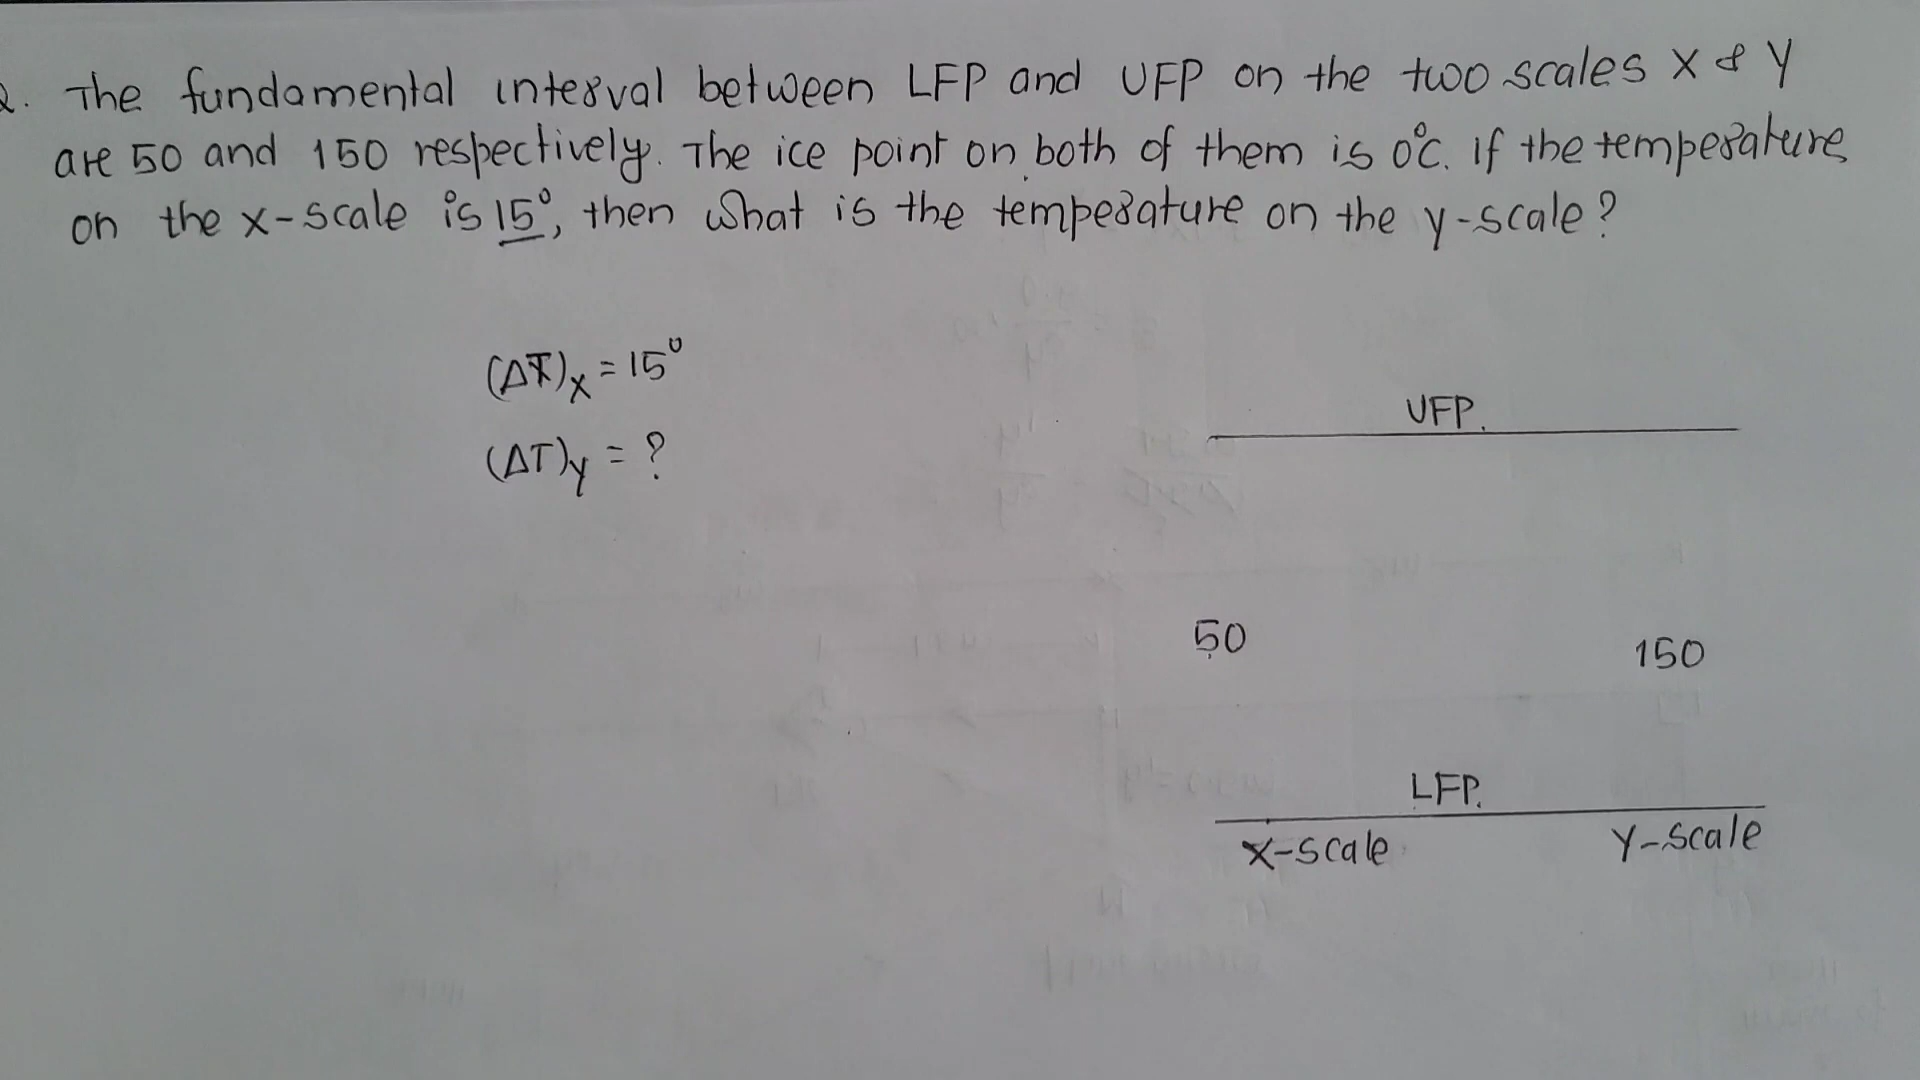 2. The fundamental interval between LFP and UFP on the two scales X & Y
are 50 and 150 respectively. The ice point on both of them is 0°C. If the temperature
on the x-scale is 15°, then what is the temperature on the y-scale?
(ΔT)x = 15°
UFP.
(ΔT)y = ?
50 150
LFP.
x-scale Y-scale